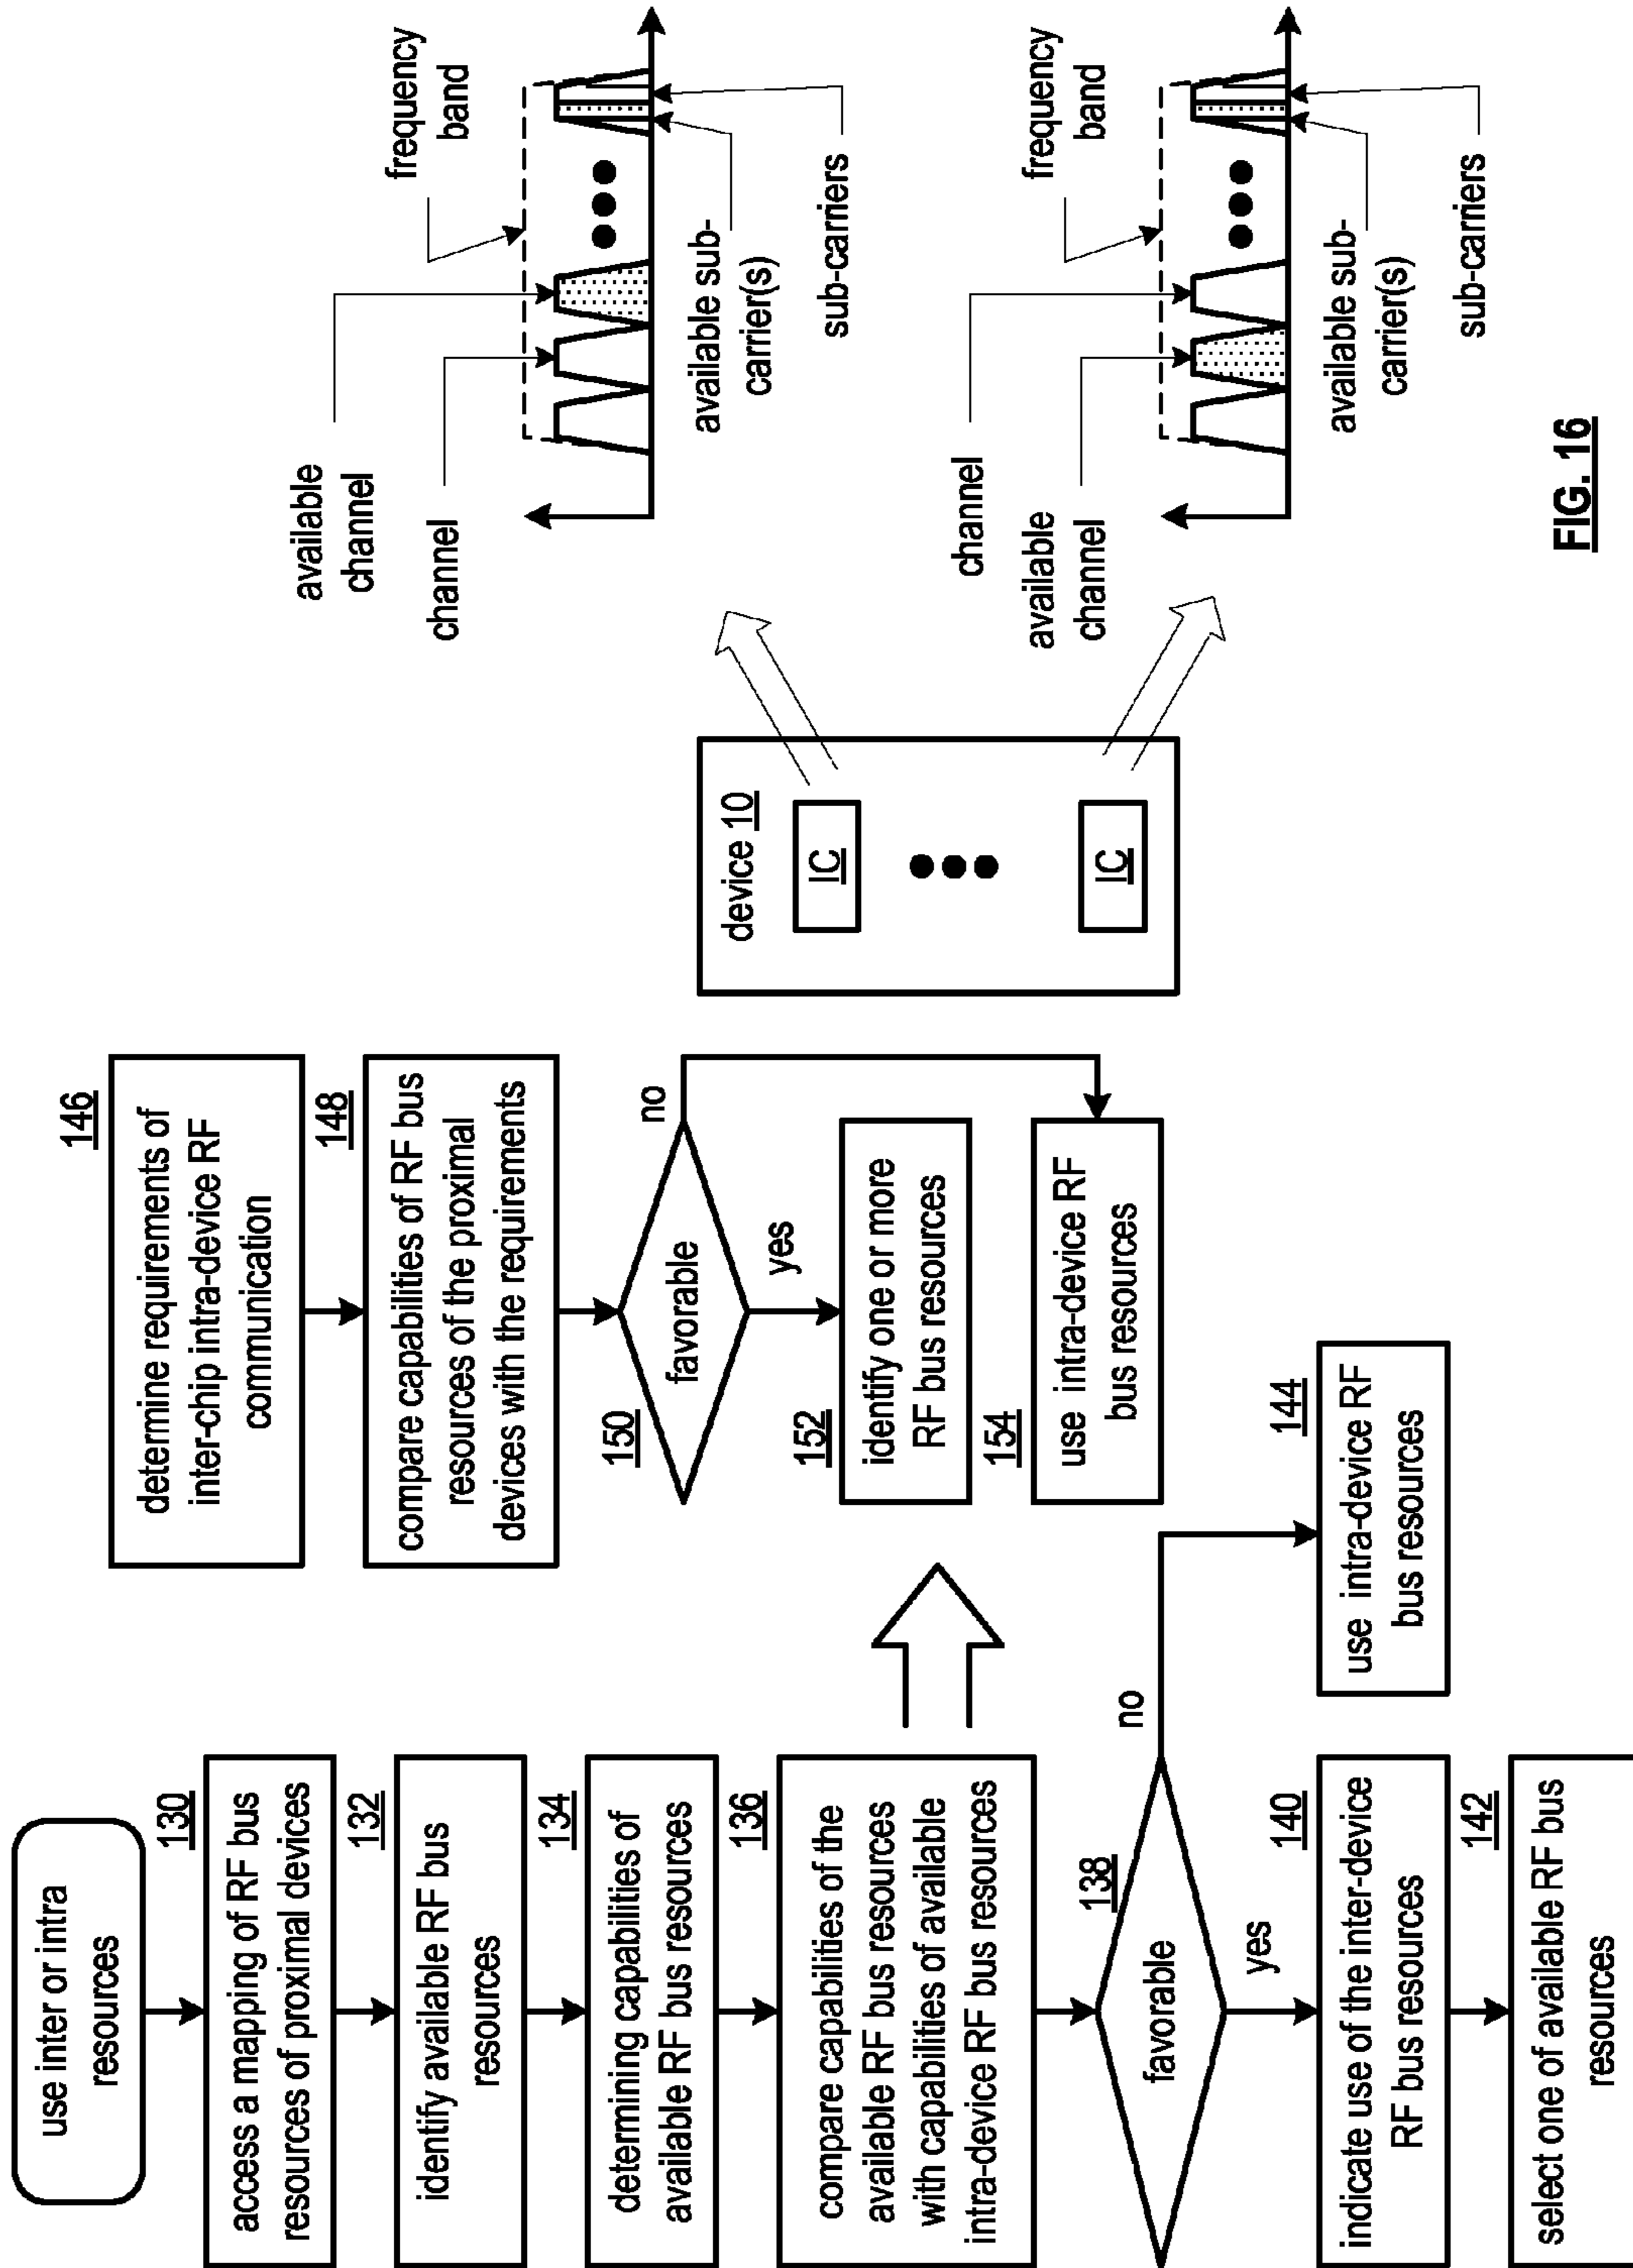 use inter or intra
resources
130
access a mapping of RF bus
resources of proximal devices
132
identify available RF bus
resources
134
determining capabilities of
available RF bus resources
136
compare capabilities of the
available RF bus resources
with capabilities of available
intra-device RF bus resources
138
favorable
no
yes
140
indicate use of the inter-device
RF bus resources
142
select one of available RF bus
resources
144
use intra-device RF
bus resources
146
determine requirements of
inter-chip intra-device RF
communication
148
compare capabilities of RF bus
resources of the proximal
devices with the requirements
150
favorable
no
yes
152
identify one or more
RF bus resources
154
use intra-device RF
bus resources
device 10
IC
IC
available
channel
channel
frequency
band
available sub-
carrier(s)
sub-carriers
channel
available
channel
frequency
band
available sub-
carrier(s)
sub-carriers
FIG. 16